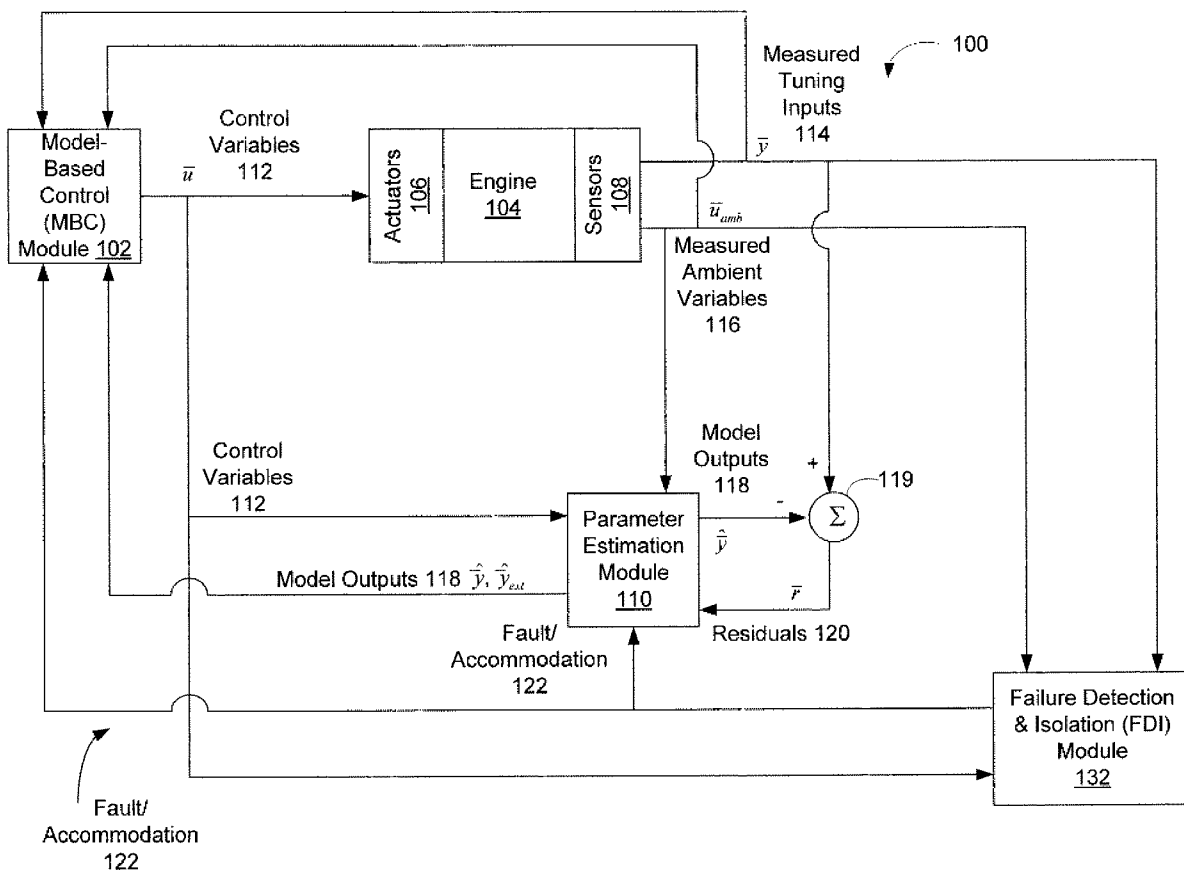 100
Measured
Tuning
Inputs
114
Model-
Based
Control
(MBC)
Module 102
Control
Variables
112
u̅
Actuators
106
Engine
104
Sensors
108
y̅
u̅_amb
Measured
Ambient
Variables
116
Control
Variables
112
Model
Outputs
118
+
-
119
Σ
Parameter
Estimation
Module
110
ŷ̅
Model Outputs 118 ŷ̅, ŷ̅_ext
r̅
Residuals 120
Fault/
Accommodation
122
Failure Detection
& Isolation (FDI)
Module
132
Fault/
Accommodation
122